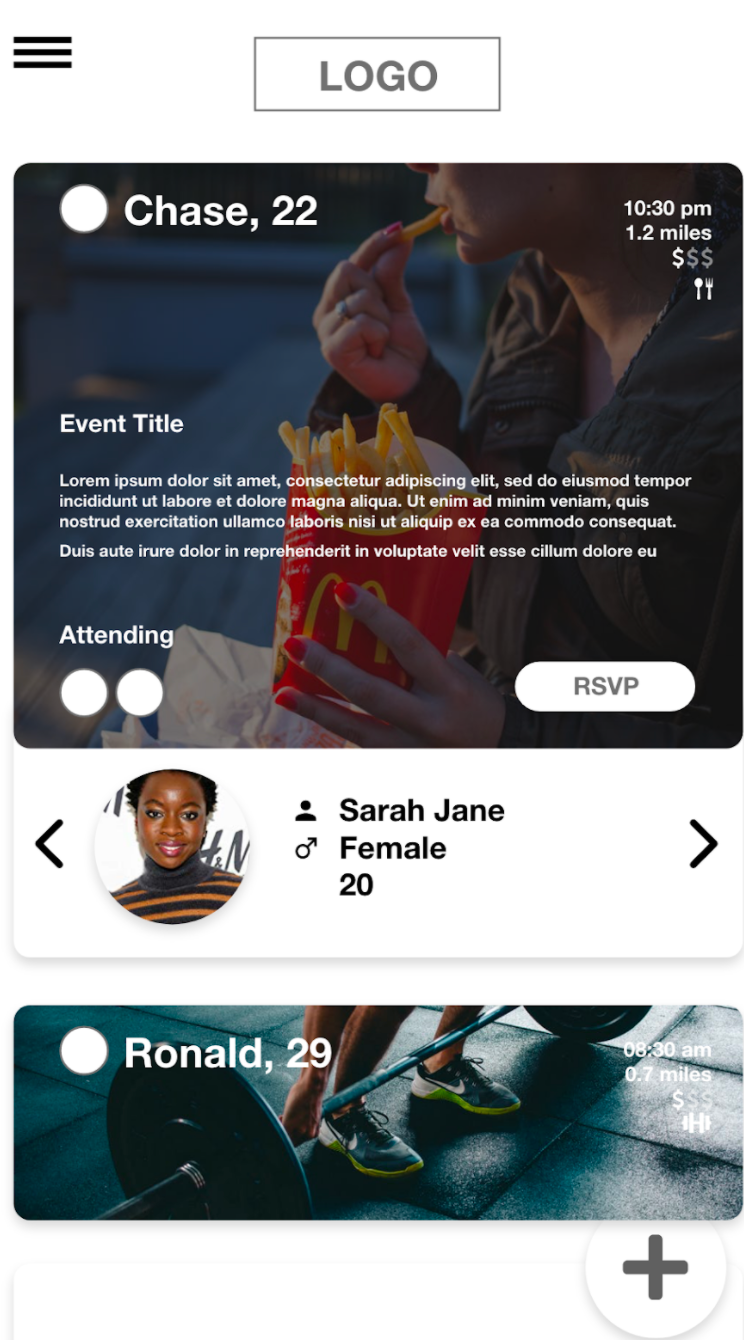 LOGO
Chase, 22
10:30 pm
1.2 miles
$$$
Event Title
Lorem ipsum dolor sit amet, consectetur adipiscing elit, sed do eiusmod tempor
incididunt ut labore et dolore magna aliqua. Ut enim ad minim veniam, quis
nostrud exercitation ullamco laboris nisi ut aliquip ex ea commodo consequat.
Duis aute irure dolor in reprehenderit in voluptate velit esse cillum dolore eu
Attending
RSVP
H&M
Sarah Jane
Female
20
Ronald, 29
08:30 am
0.7 miles
$$$